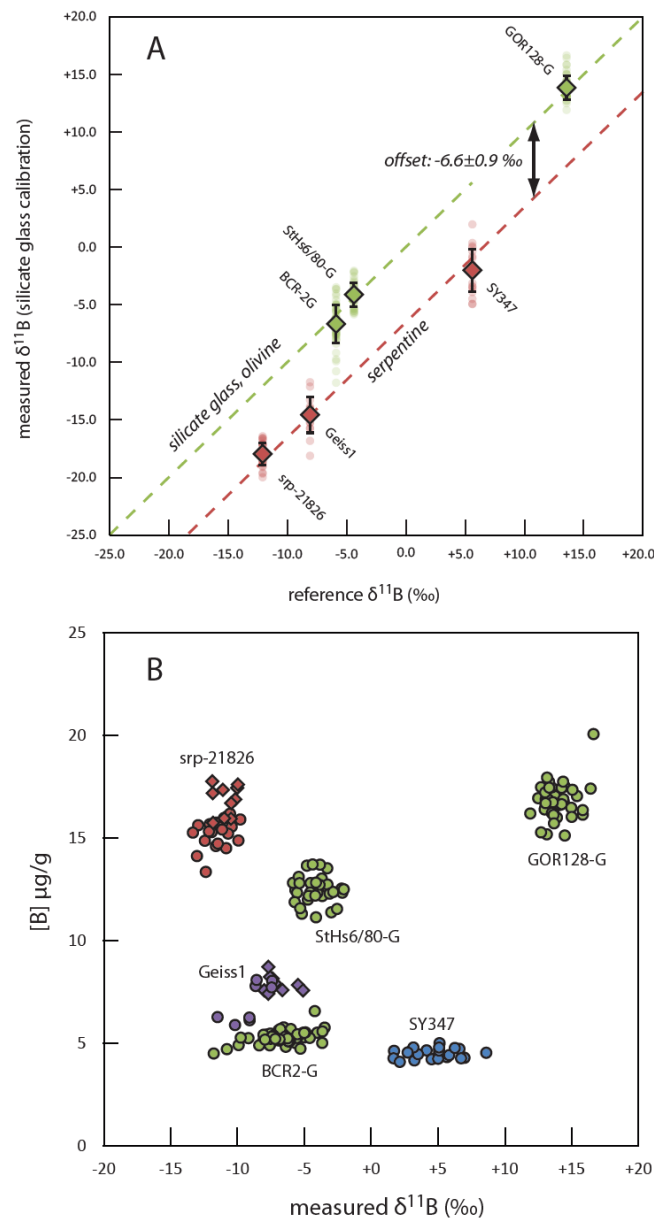 A
+20.0
+15.0
+10.0
+5.0
0.0
-5.0
-10.0
-15.0
-20.0
-25.0
measured δ¹¹B (silicate glass calibration)
GOR128-G
offset: -6.6±0.9 ‰
StHs6/80-G
BCR-2G
SY347
silicate glass, olivine
serpentine
Geiss1
srp-21826
-25.0 -20.0 -15.0 -10.0 -5.0 0.0 +5.0 +10.0 +15.0 +20.0
reference δ¹¹B (‰)
B
25
20
15
10
5
0
[B] µg/g
srp-21826
GOR128-G
StHs6/80-G
Geiss1
SY347
BCR2-G
-20 -15 -10 -5 +0 +5 +10 +15 +20
measured δ¹¹B (‰)